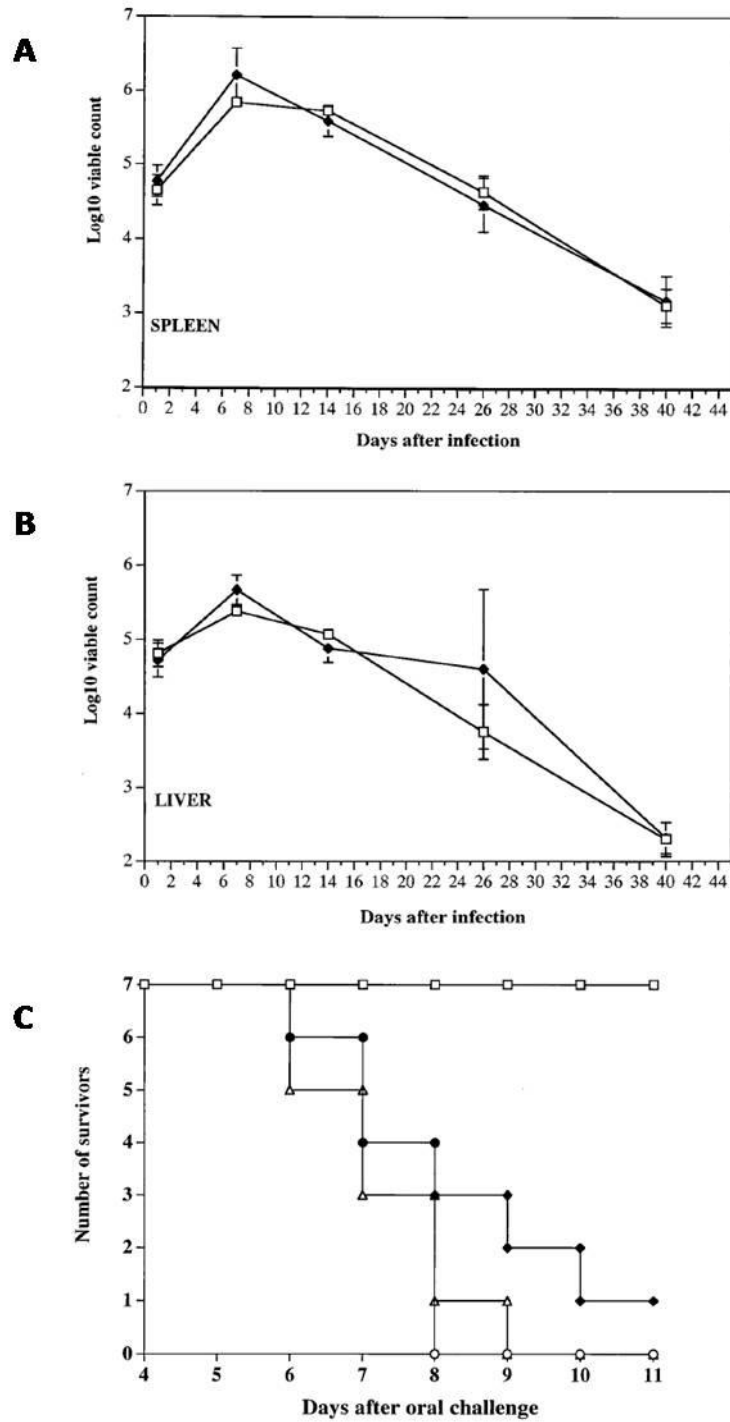 A
Log10 viable count
7
6
5
4
3
2
SPLEEN
0 2 4 6 8 10 12 14 16 18 20 22 24 26 28 30 32 34 36 38 40 42 44
Days after infection
B
Log10 viable count
7
6
5
4
3
2
LIVER
0 2 4 6 8 10 12 14 16 18 20 22 24 26 28 30 32 34 36 38 40 42 44
Days after infection
C
Number of survivors
7
6
5
4
3
2
1
0
4 5 6 7 8 9 10 11
Days after oral challenge